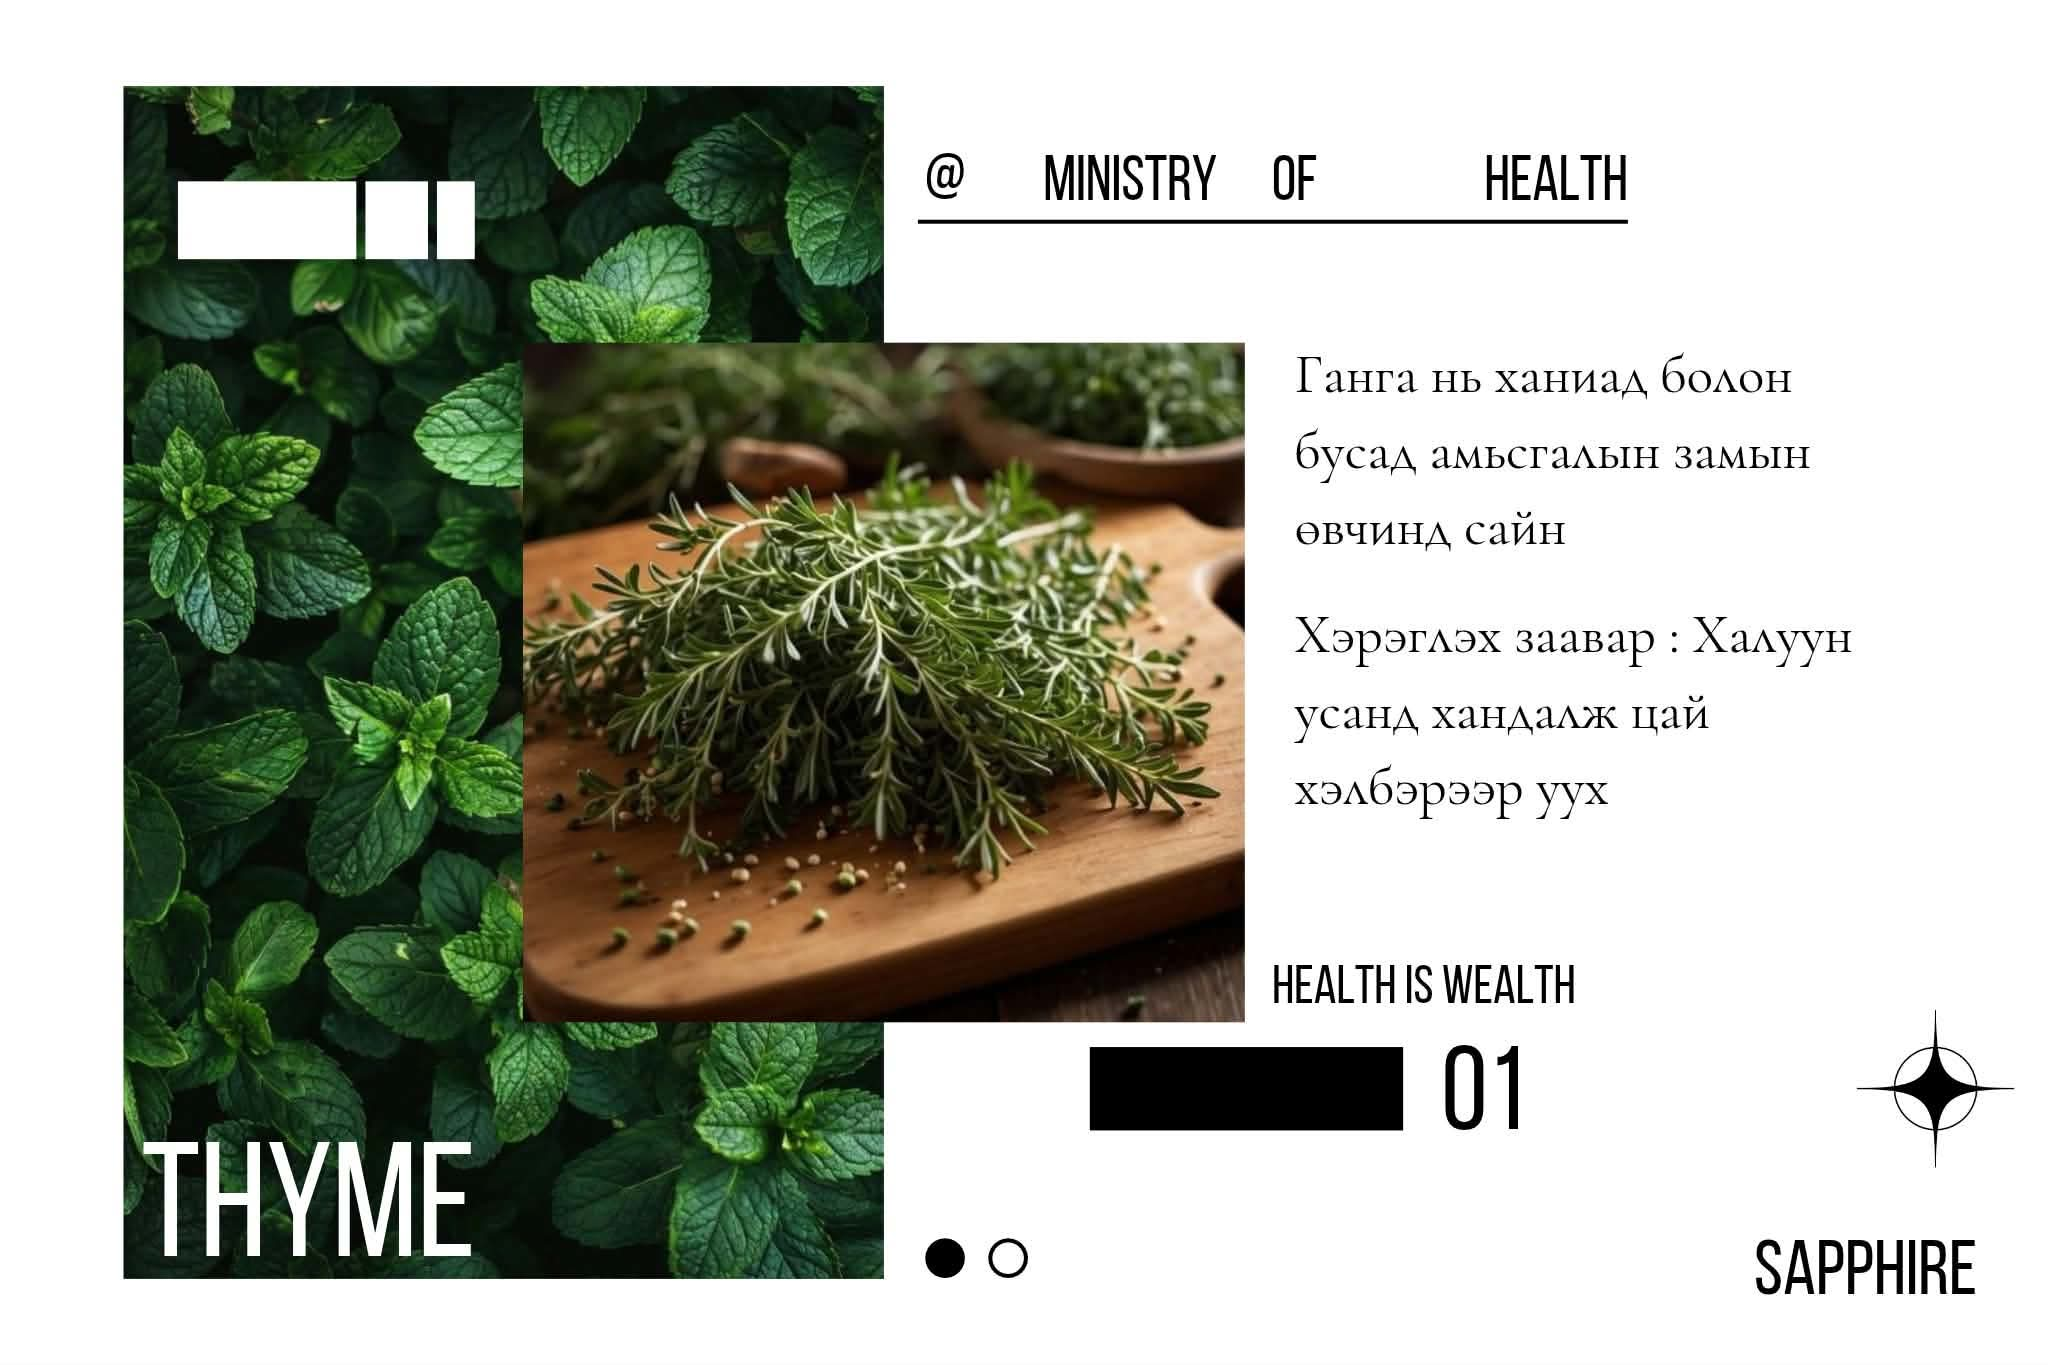 @ MINISTRY OF HEALTH
Ганга нь ханиад болон
бусад амьсгалын замын
өвчинд сайн
Хэрэглэх заавар : Халуун
усанд хандалж цай
хэлбэрээр уух
HEALTH IS WEALTH
01
THYME
SAPPHIRE